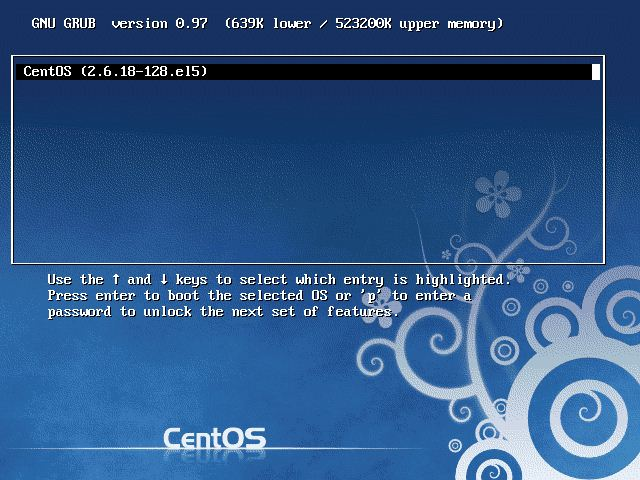 GNU GRUB  version 0.97  (639K lower / 523200K upper memory)
CentOS (2.6.18-128.el5)
Use the ↑ and ↓ keys to select which entry is highlighted.
Press enter to boot the selected OS or 'p' to enter a
password to unlock the next set of features.
CentOS